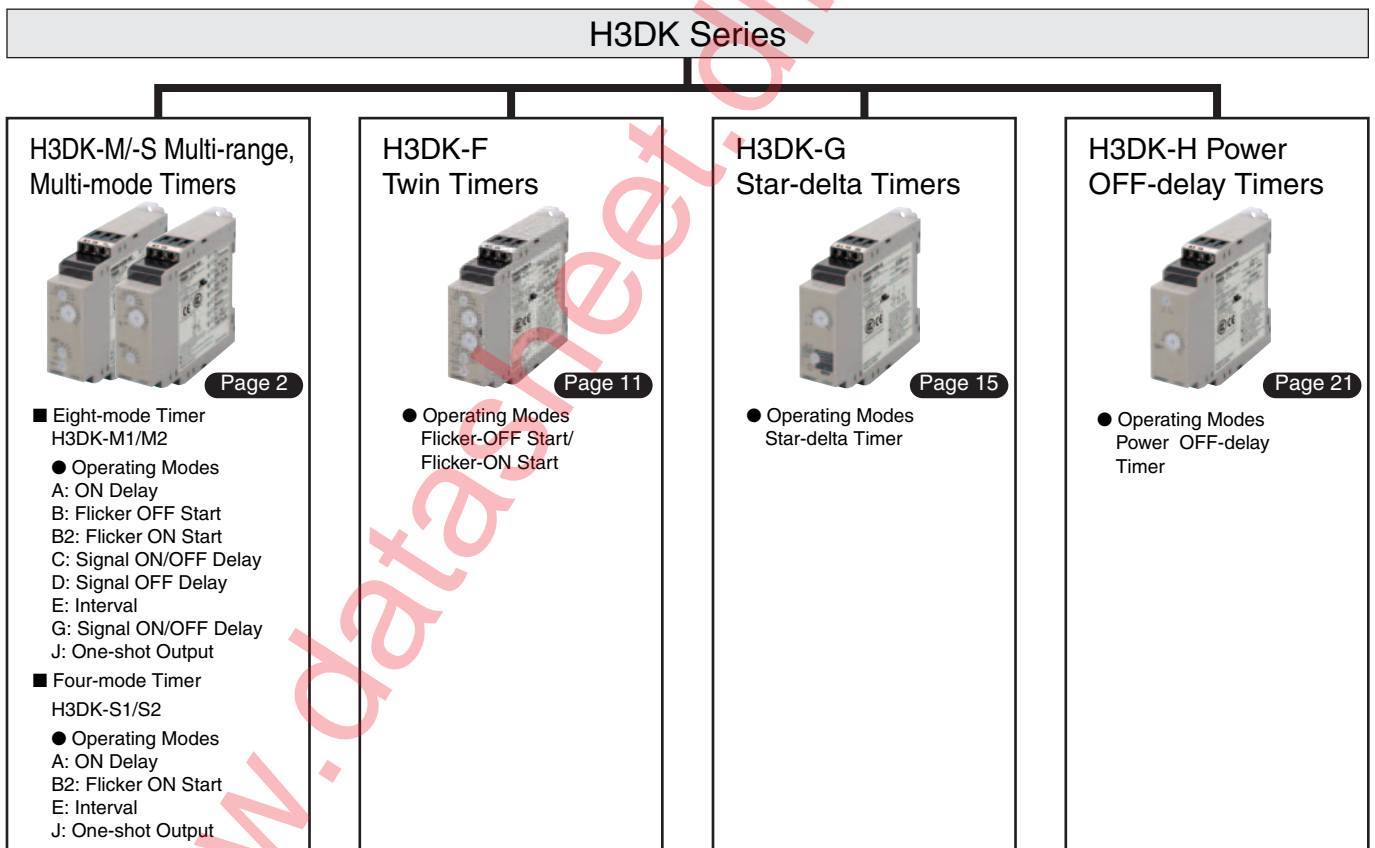 H3DK Series
H3DK-M/-S Multi-range,
Multi-mode Timers
Page 2
■ Eight-mode Timer
H3DK-M1/M2
● Operating Modes
A: ON Delay
B: Flicker OFF Start
B2: Flicker ON Start
C: Signal ON/OFF Delay
D: Signal OFF Delay
E: Interval
G: Signal ON/OFF Delay
J: One-shot Output
■ Four-mode Timer
H3DK-S1/S2
● Operating Modes
A: ON Delay
B2: Flicker ON Start
E: Interval
J: One-shot Output
H3DK-F
Twin Timers
Page 11
● Operating Modes
Flicker-OFF Start/
Flicker-ON Start
H3DK-G
Star-delta Timers
Page 15
● Operating Modes
Star-delta Timer
H3DK-H Power
OFF-delay Timers
Page 21
● Operating Modes
Power OFF-delay
Timer
w.datasheet.di